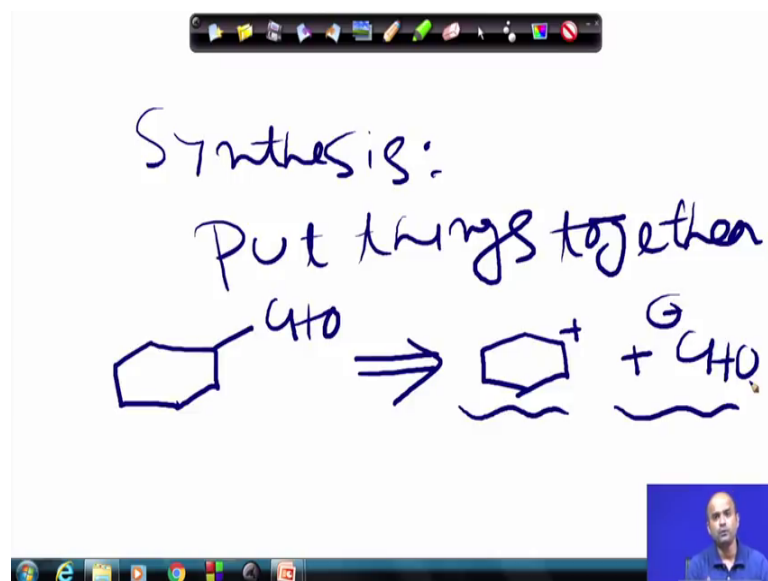 Synthesis:
Put things together
CHO ⇒ + + ⊖CHO